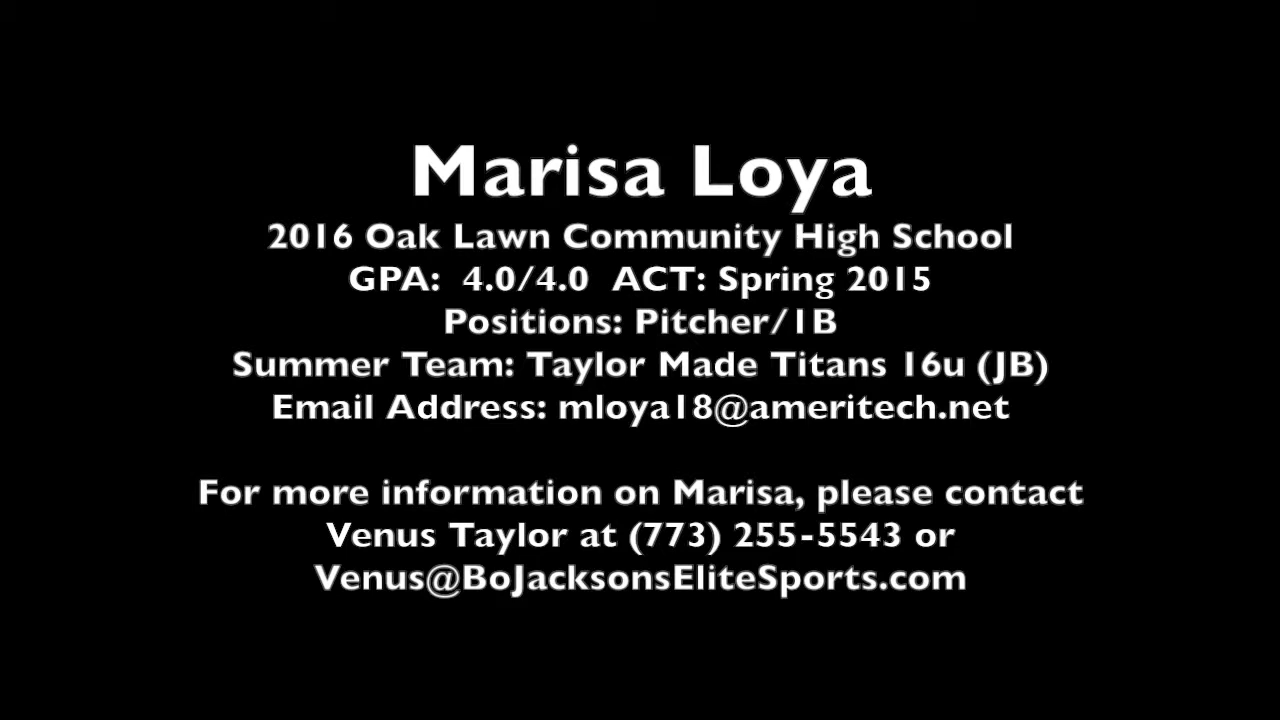 Marisa Loya
2016 Oak Lawn Community High School
GPA:  4.0/4.0  ACT: Spring 2015
Positions: Pitcher/1B
Summer Team: Taylor Made Titans 16u (JB)
Email Address: mloya18@ameritech.net
For more information on Marisa, please contact
Venus Taylor at (773) 255-5543 or
Venus@BoJacksonsEliteSports.com